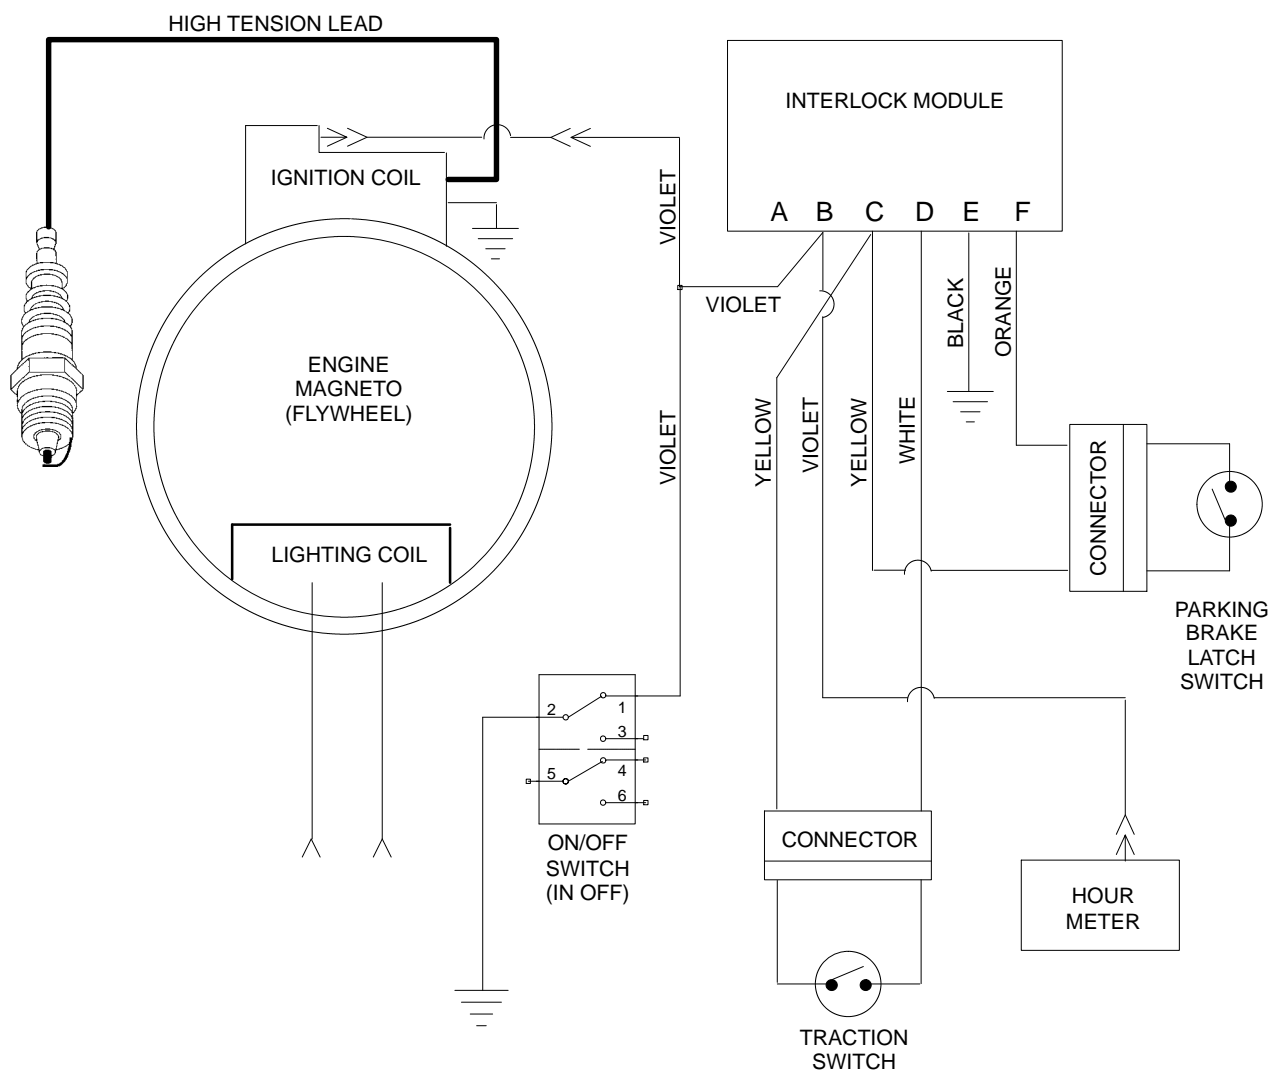 HIGH TENSION LEAD
INTERLOCK MODULE
A B C D E F
IGNITION COIL
VIOLET
VIOLET
BLACK
ORANGE
ENGINE
MAGNETO
(FLYWHEEL)
VIOLET
YELLOW
VIOLET
YELLOW
WHITE
CONNECTOR
LIGHTING COIL
PARKING
BRAKE
LATCH
SWITCH
2 1
3
5 4
6
ON/OFF
SWITCH
(IN OFF)
CONNECTOR
HOUR
METER
TRACTION
SWITCH